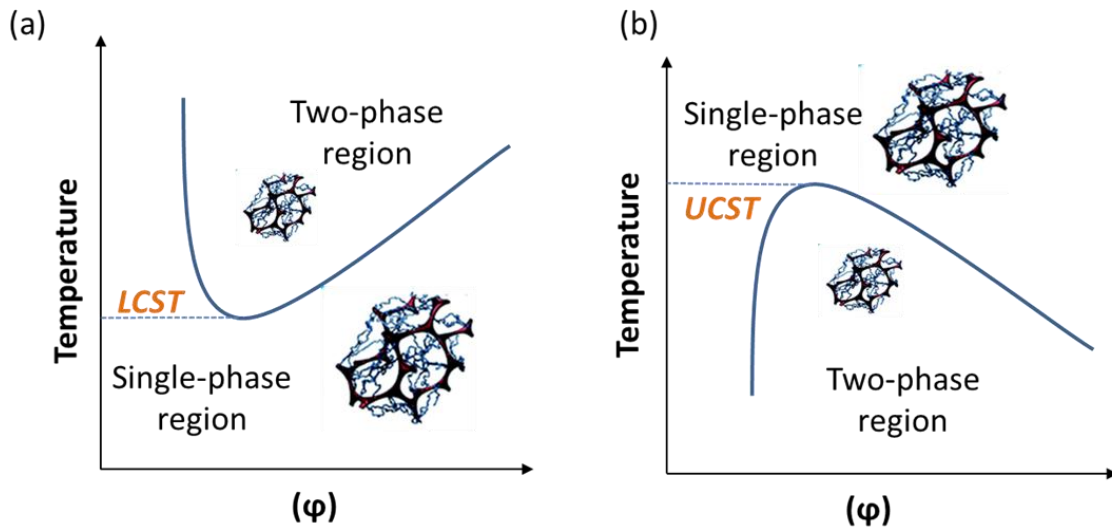 (a)
Two-phase
region
LCST
Single-phase
region
Temperature
(φ)
(b)
Single-phase
region
UCST
Two-phase
region
Temperature
(φ)